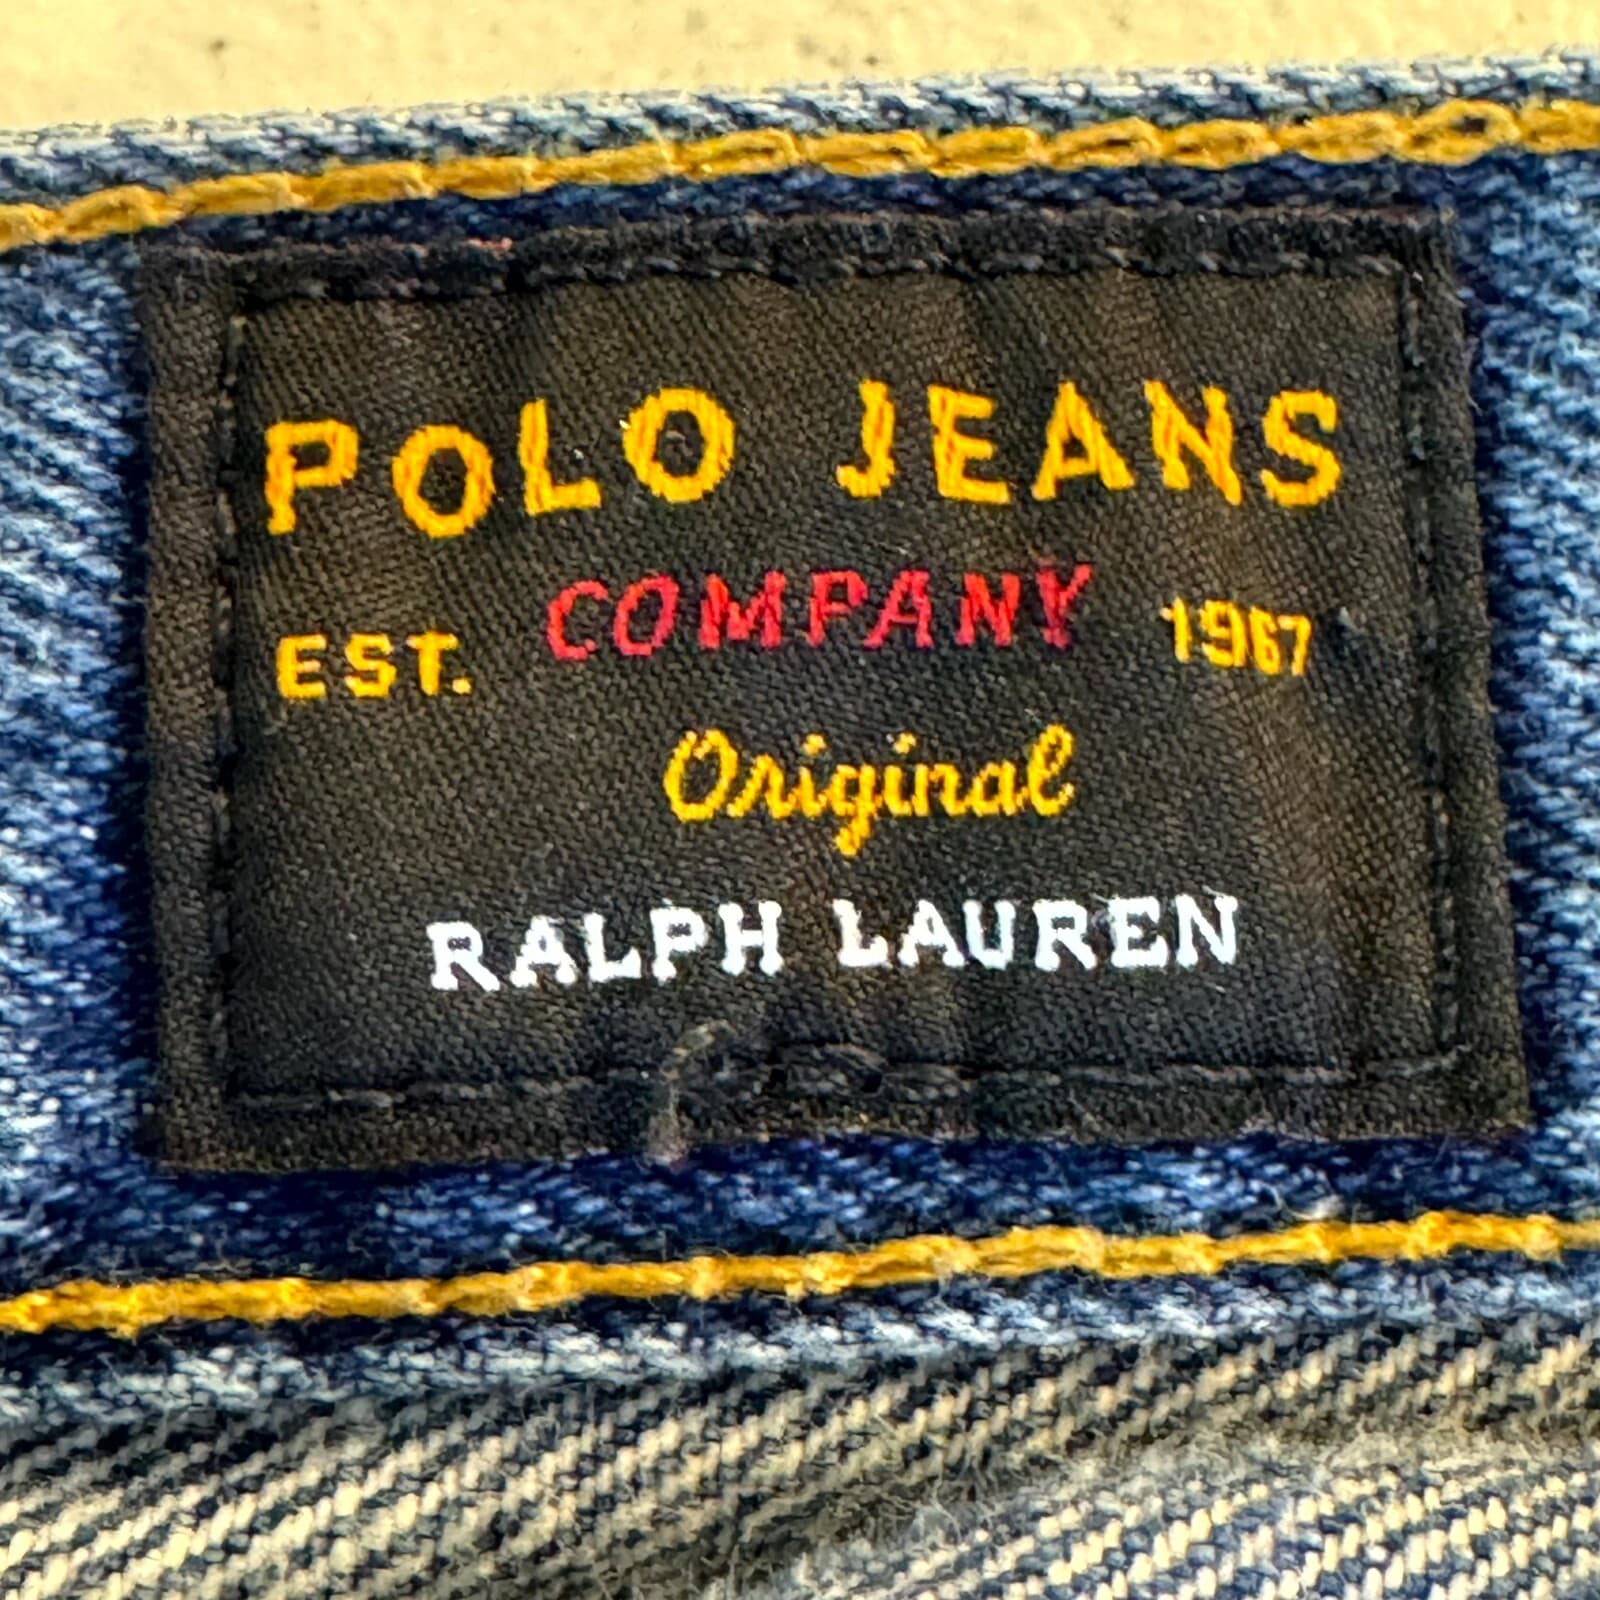 POLO JEANS
EST. COMPANY 1967
Original
RALPH LAUREN